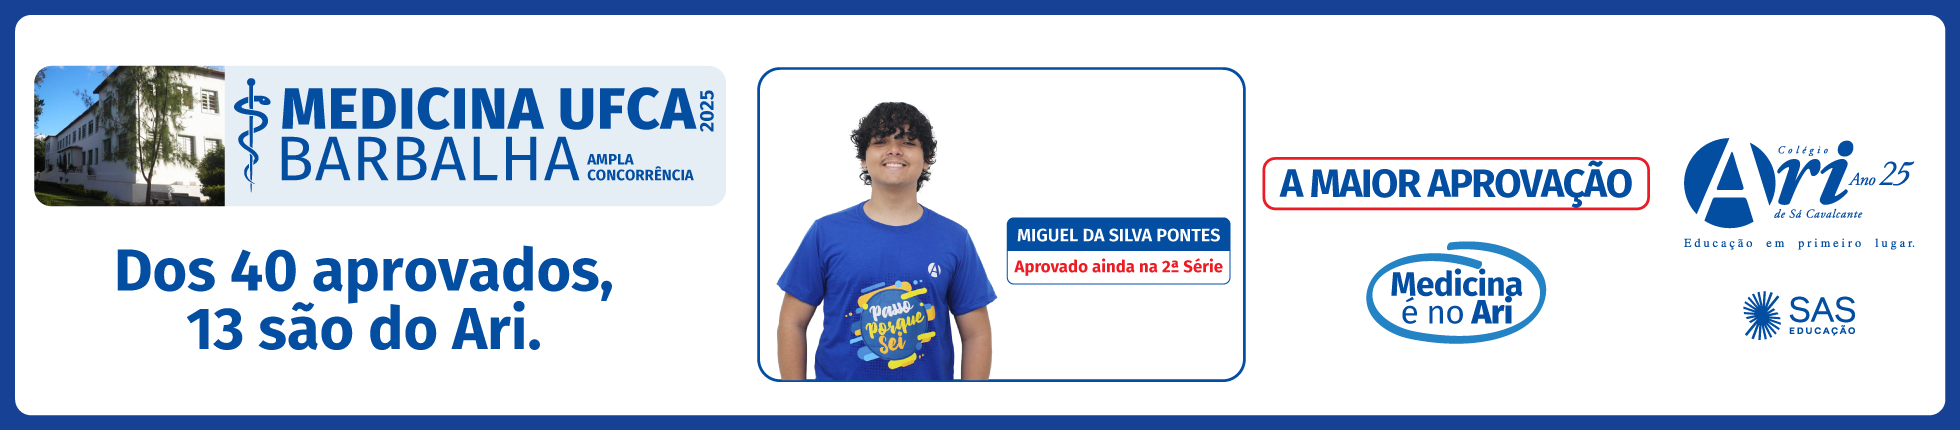 MEDICINA UFCA 2025
BARBALHA
AMPLA
CONCORRÊNCIA
Dos 40 aprovados,
13 são do Ari.
Passo
porque
Sei
MIGUEL DA SILVA PONTES
Aprovado ainda na 2ª Série
A MAIOR APROVAÇÃO
Medicina
é no Ari
Colégio
Ari Ano 25
de Sá Cavalcante
Educação em primeiro lugar.
SAS
EDUCAÇÃO